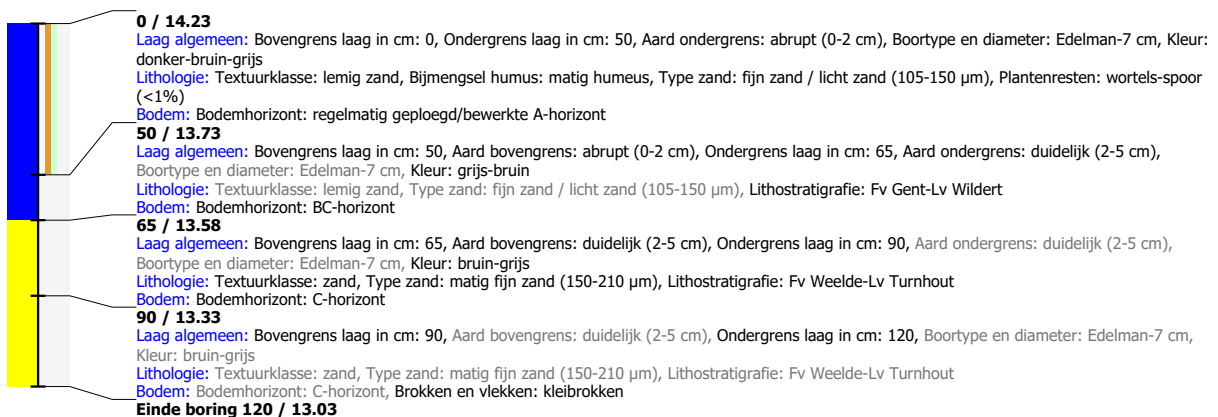 0 / 14.23
Laag algemeen: Bovengrens laag in cm: 0, Ondergrens laag in cm: 50, Aard ondergrens: abrupt (0-2 cm), Boortype en diameter: Edelman-7 cm, Kleur:
donker-bruin-grijs
Lithologie: Textuurklasse: lemig zand, Bijmengsel humus: matig humeus, Type zand: fijn zand / licht zand (105-150 µm), Plantenresten: wortels-spoor
(<1%)
Bodem: Bodemhorizont: regelmatig geploegd/bewerkte A-horizont
50 / 13.73
Laag algemeen: Bovengrens laag in cm: 50, Aard bovengrens: abrupt (0-2 cm), Ondergrens laag in cm: 65, Aard ondergrens: duidelijk (2-5 cm),
Boortype en diameter: Edelman-7 cm, Kleur: grijs-bruin
Lithologie: Textuurklasse: lemig zand, Type zand: fijn zand / licht zand (105-150 µm), Lithostratigrafie: Fv Gent-Lv Wildert
Bodem: Bodemhorizont: BC-horizont
65 / 13.58
Laag algemeen: Bovengrens laag in cm: 65, Aard bovengrens: duidelijk (2-5 cm), Ondergrens laag in cm: 90, Aard ondergrens: duidelijk (2-5 cm),
Boortype en diameter: Edelman-7 cm, Kleur: bruin-grijs
Lithologie: Textuurklasse: zand, Type zand: matig fijn zand (150-210 µm), Lithostratigrafie: Fv Weelde-Lv Turnhout
Bodem: Bodemhorizont: C-horizont
90 / 13.33
Laag algemeen: Bovengrens laag in cm: 90, Aard bovengrens: duidelijk (2-5 cm), Ondergrens laag in cm: 120, Boortype en diameter: Edelman-7 cm,
Kleur: bruin-grijs
Lithologie: Textuurklasse: zand, Type zand: matig fijn zand (150-210 µm), Lithostratigrafie: Fv Weelde-Lv Turnhout
Bodem: Bodemhorizont: C-horizont, Brokken en vlekken: kleibrokken
Einde boring 120 / 13.03